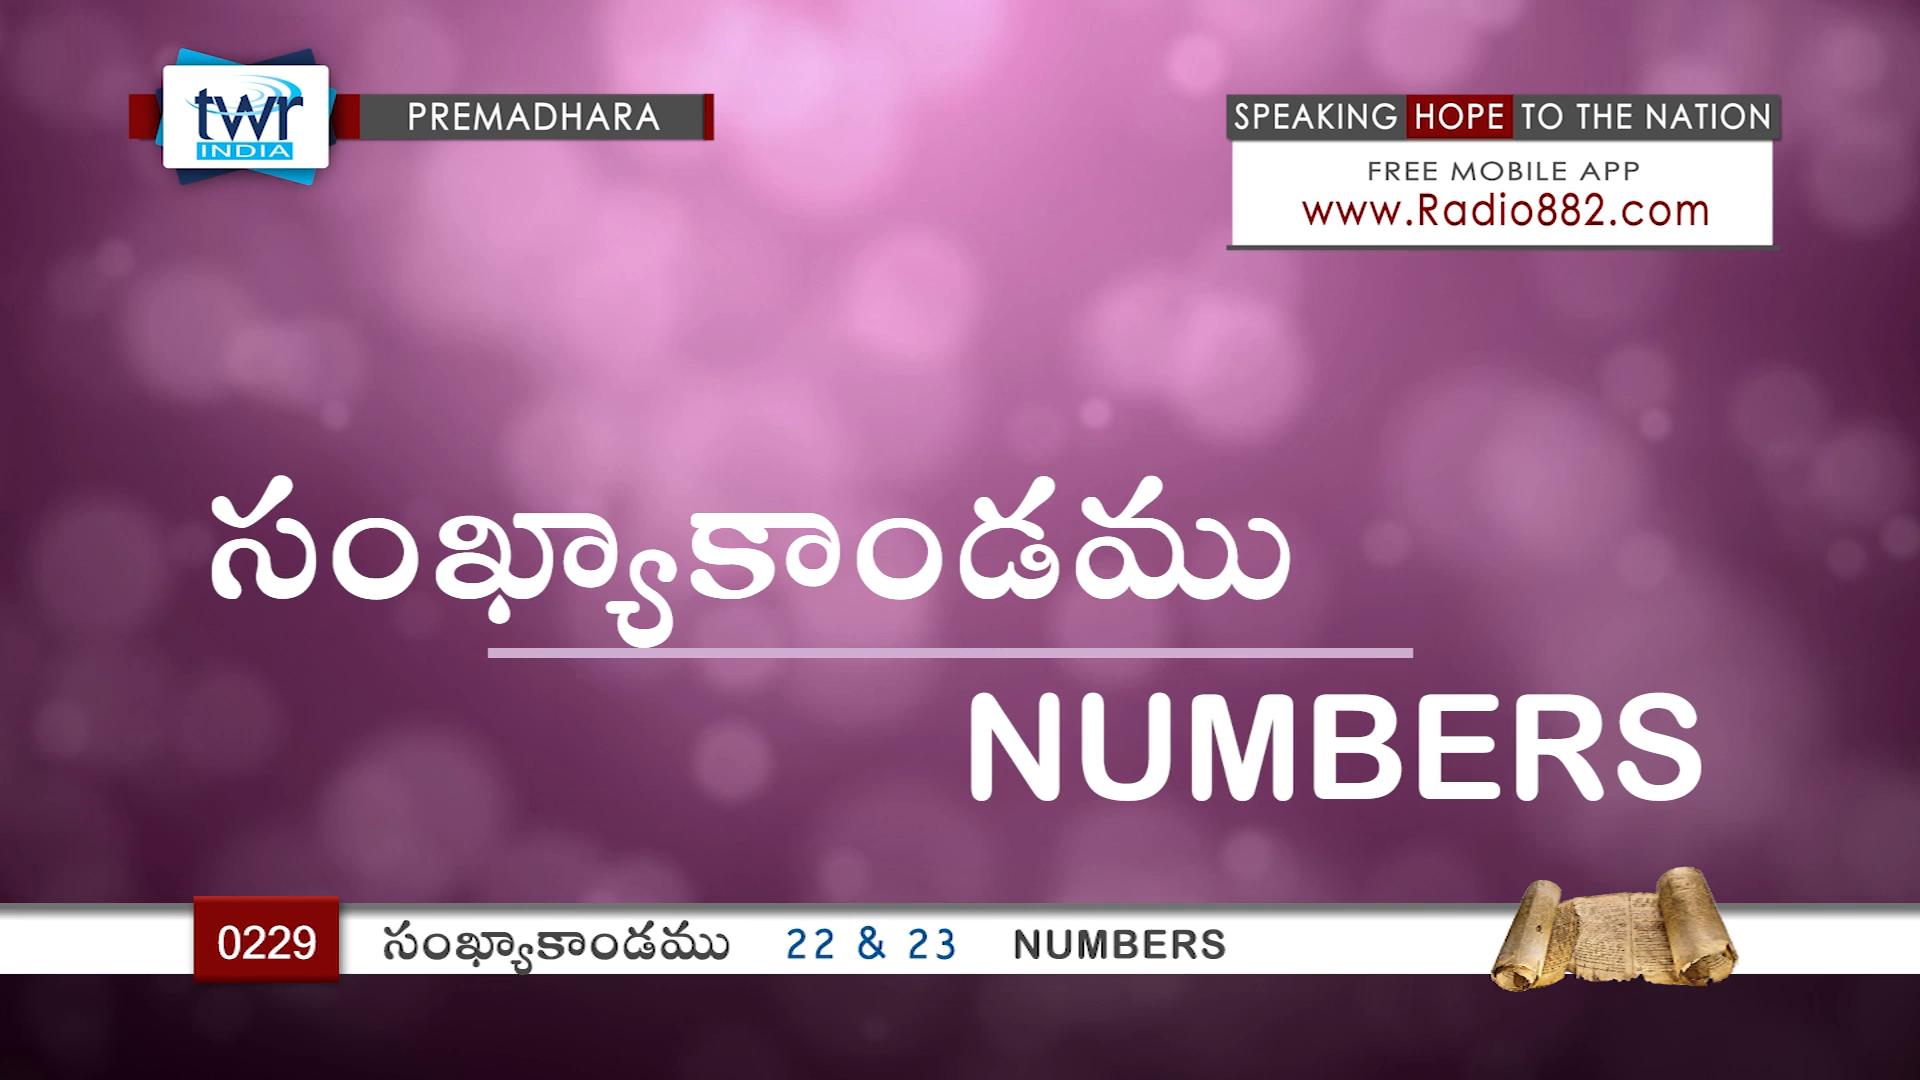 twr
INDIA
PREMADHARA
SPEAKING HOPE TO THE NATION
FREE MOBILE APP
www.Radio882.com
సంఖ్యాకాండము
NUMBERS
0229 సంఖ్యాకాండము 22 & 23 NUMBERS